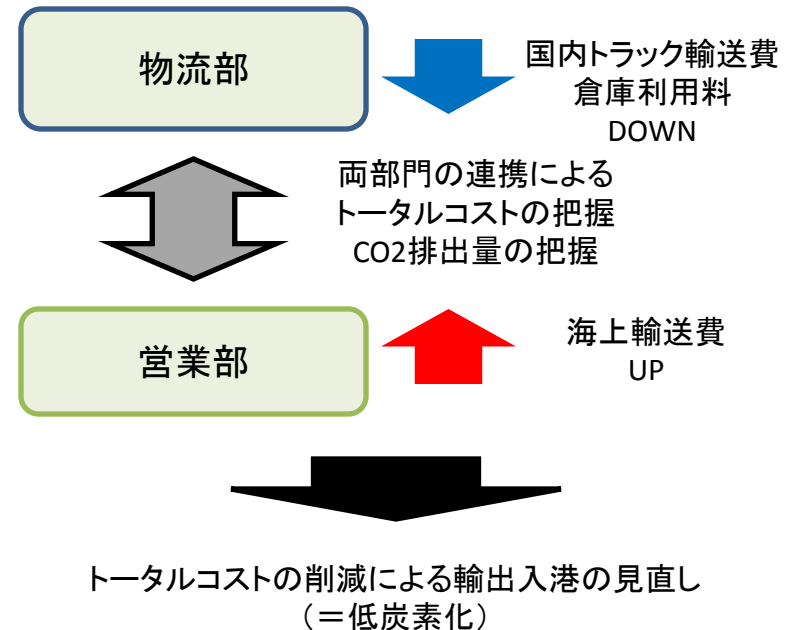 物流部
国内トラック輸送費
倉庫利用料
DOWN
両部門の連携による
トータルコストの把握
CO2排出量の把握
営業部
海上輸送費
UP
トータルコストの削減による輸出入港の見直し
（＝低炭素化）